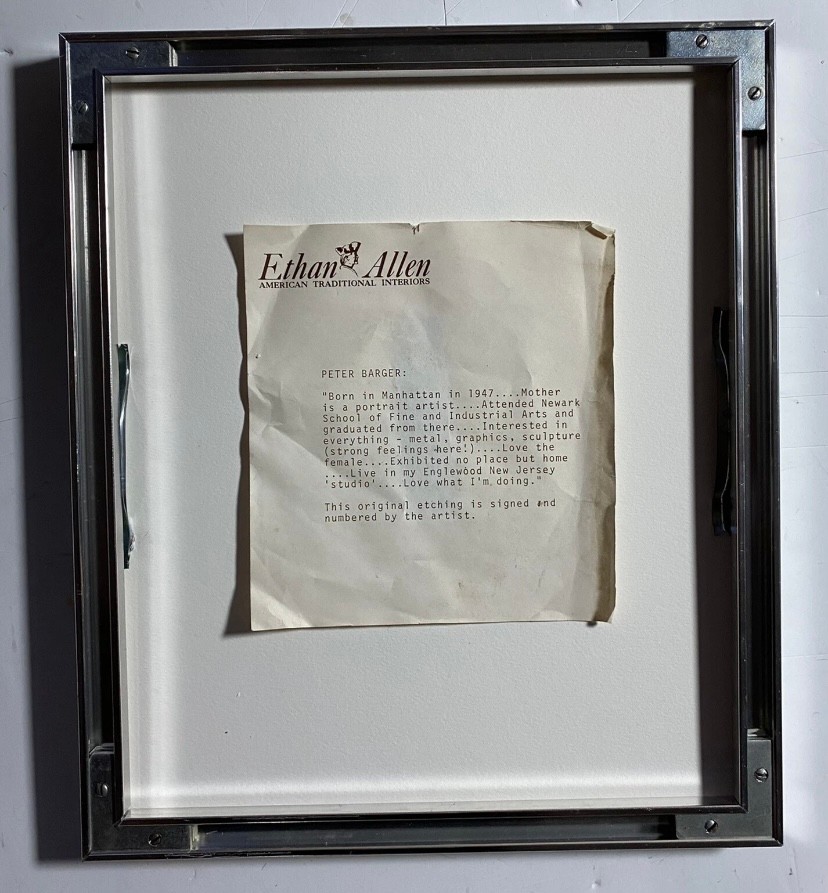 Ethan Allen
AMERICAN TRADITIONAL INTERIORS
PETER BARGER:
"Born in Manhattan in 1947....Mother
is a portrait artist....Attended Newark
School of Fine and Industrial Arts and
graduated from there....Interested in
everything - metal, graphics, sculpture
(strong feelings here!)....Love the
female....Exhibited no place but home
....Live in my Englewood New Jersey
'studio'....Love what I'm doing."
This original etching is signed and
numbered by the artist.